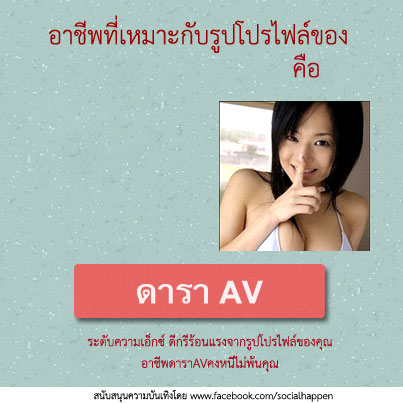 อาชีพที่เหมาะกับรูปโปรไฟล์ของ
คือ
ดารา AV
ระดับความเอ็กซ์ ดีกรีร้อนแรงจากรูปโปรไฟล์ของคุณ
อาชีพดาราAVคงหนีไม่พ้นคุณ
สนับสนุนความบันเทิงโดย www.facebook.com/socialhappen